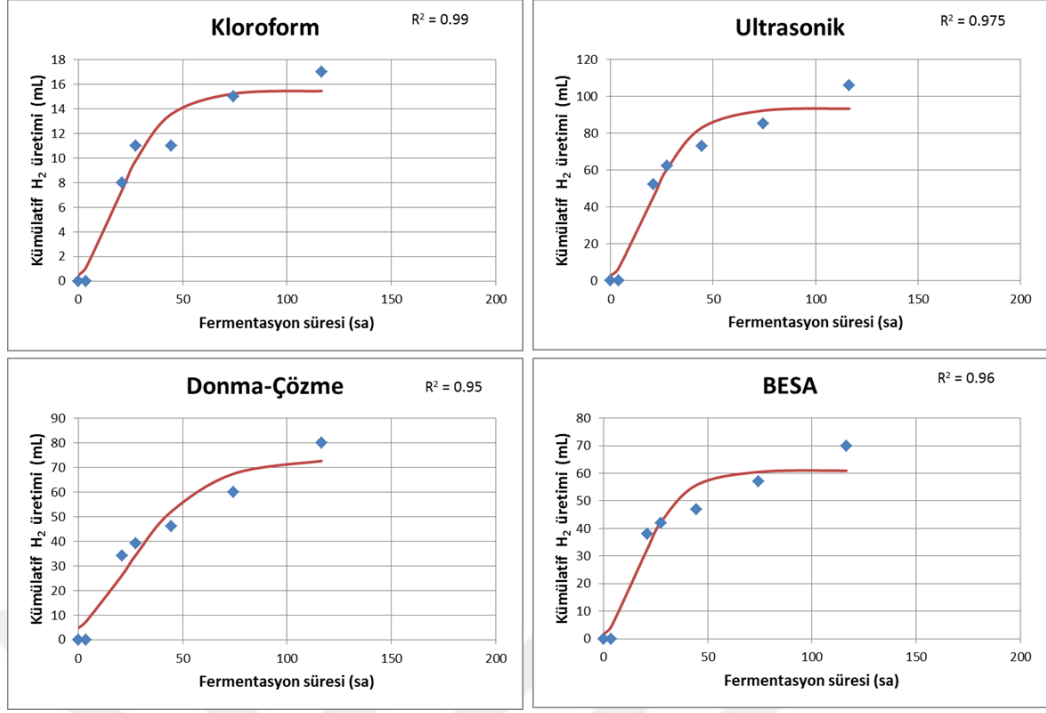 Kloroform
R² = 0.99
Kümülatif H₂ üretimi (mL)
18
16
14
12
10
8
6
4
2
0
0 50 100 150 200
Fermentasyon süresi (sa)
Ultrasonik
R² = 0.975
Kümülatif H₂ üretimi (mL)
120
100
80
60
40
20
0
0 50 100 150 200
Fermentasyon süresi (sa)
Donma-Çözme
R² = 0.95
Kümülatif H₂ üretimi (mL)
90
80
70
60
50
40
30
20
10
0
0 50 100 150 200
Fermentasyon süresi (sa)
BESA
R² = 0.96
Kümülatif H₂ üretimi (mL)
80
70
60
50
40
30
20
10
0
0 50 100 150 200
Fermentasyon süresi (sa)